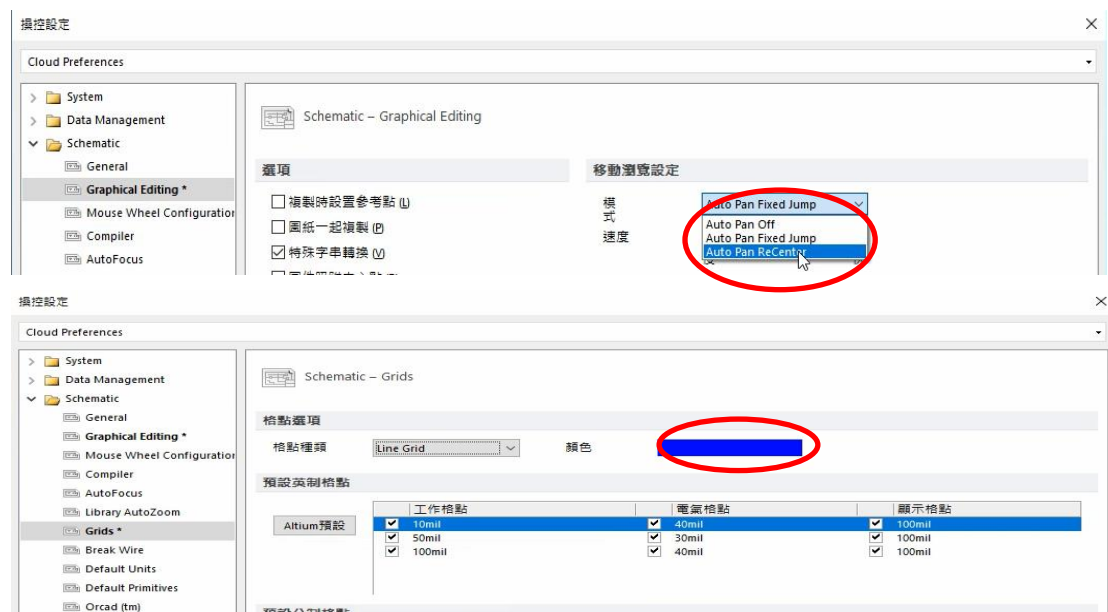 操控設定
Cloud Preferences
System
Data Management
Schematic
General
Graphical Editing *
Mouse Wheel Configuration
Compiler
AutoFocus
Schematic – Graphical Editing
選項
複製時設置參考點 (L)
圖紙一起複製 (P)
特殊字串轉換 (V)
移動瀏覽設定
模式
Auto Pan Fixed Jump
速度
Auto Pan Off
Auto Pan Fixed Jump
Auto Pan ReCenter
操控設定
Cloud Preferences
System
Data Management
Schematic
General
Graphical Editing *
Mouse Wheel Configuration
Compiler
AutoFocus
Library AutoZoom
Grids *
Break Wire
Default Units
Default Primitives
Orcad (tm)
Schematic – Grids
格點選項
格點種類 Line Grid 顏色
預設英制格點
Altium預設
工作格點 電氣格點 顯示格點
10mil 40mil 100mil
50mil 30mil 100mil
100mil 40mil 100mil